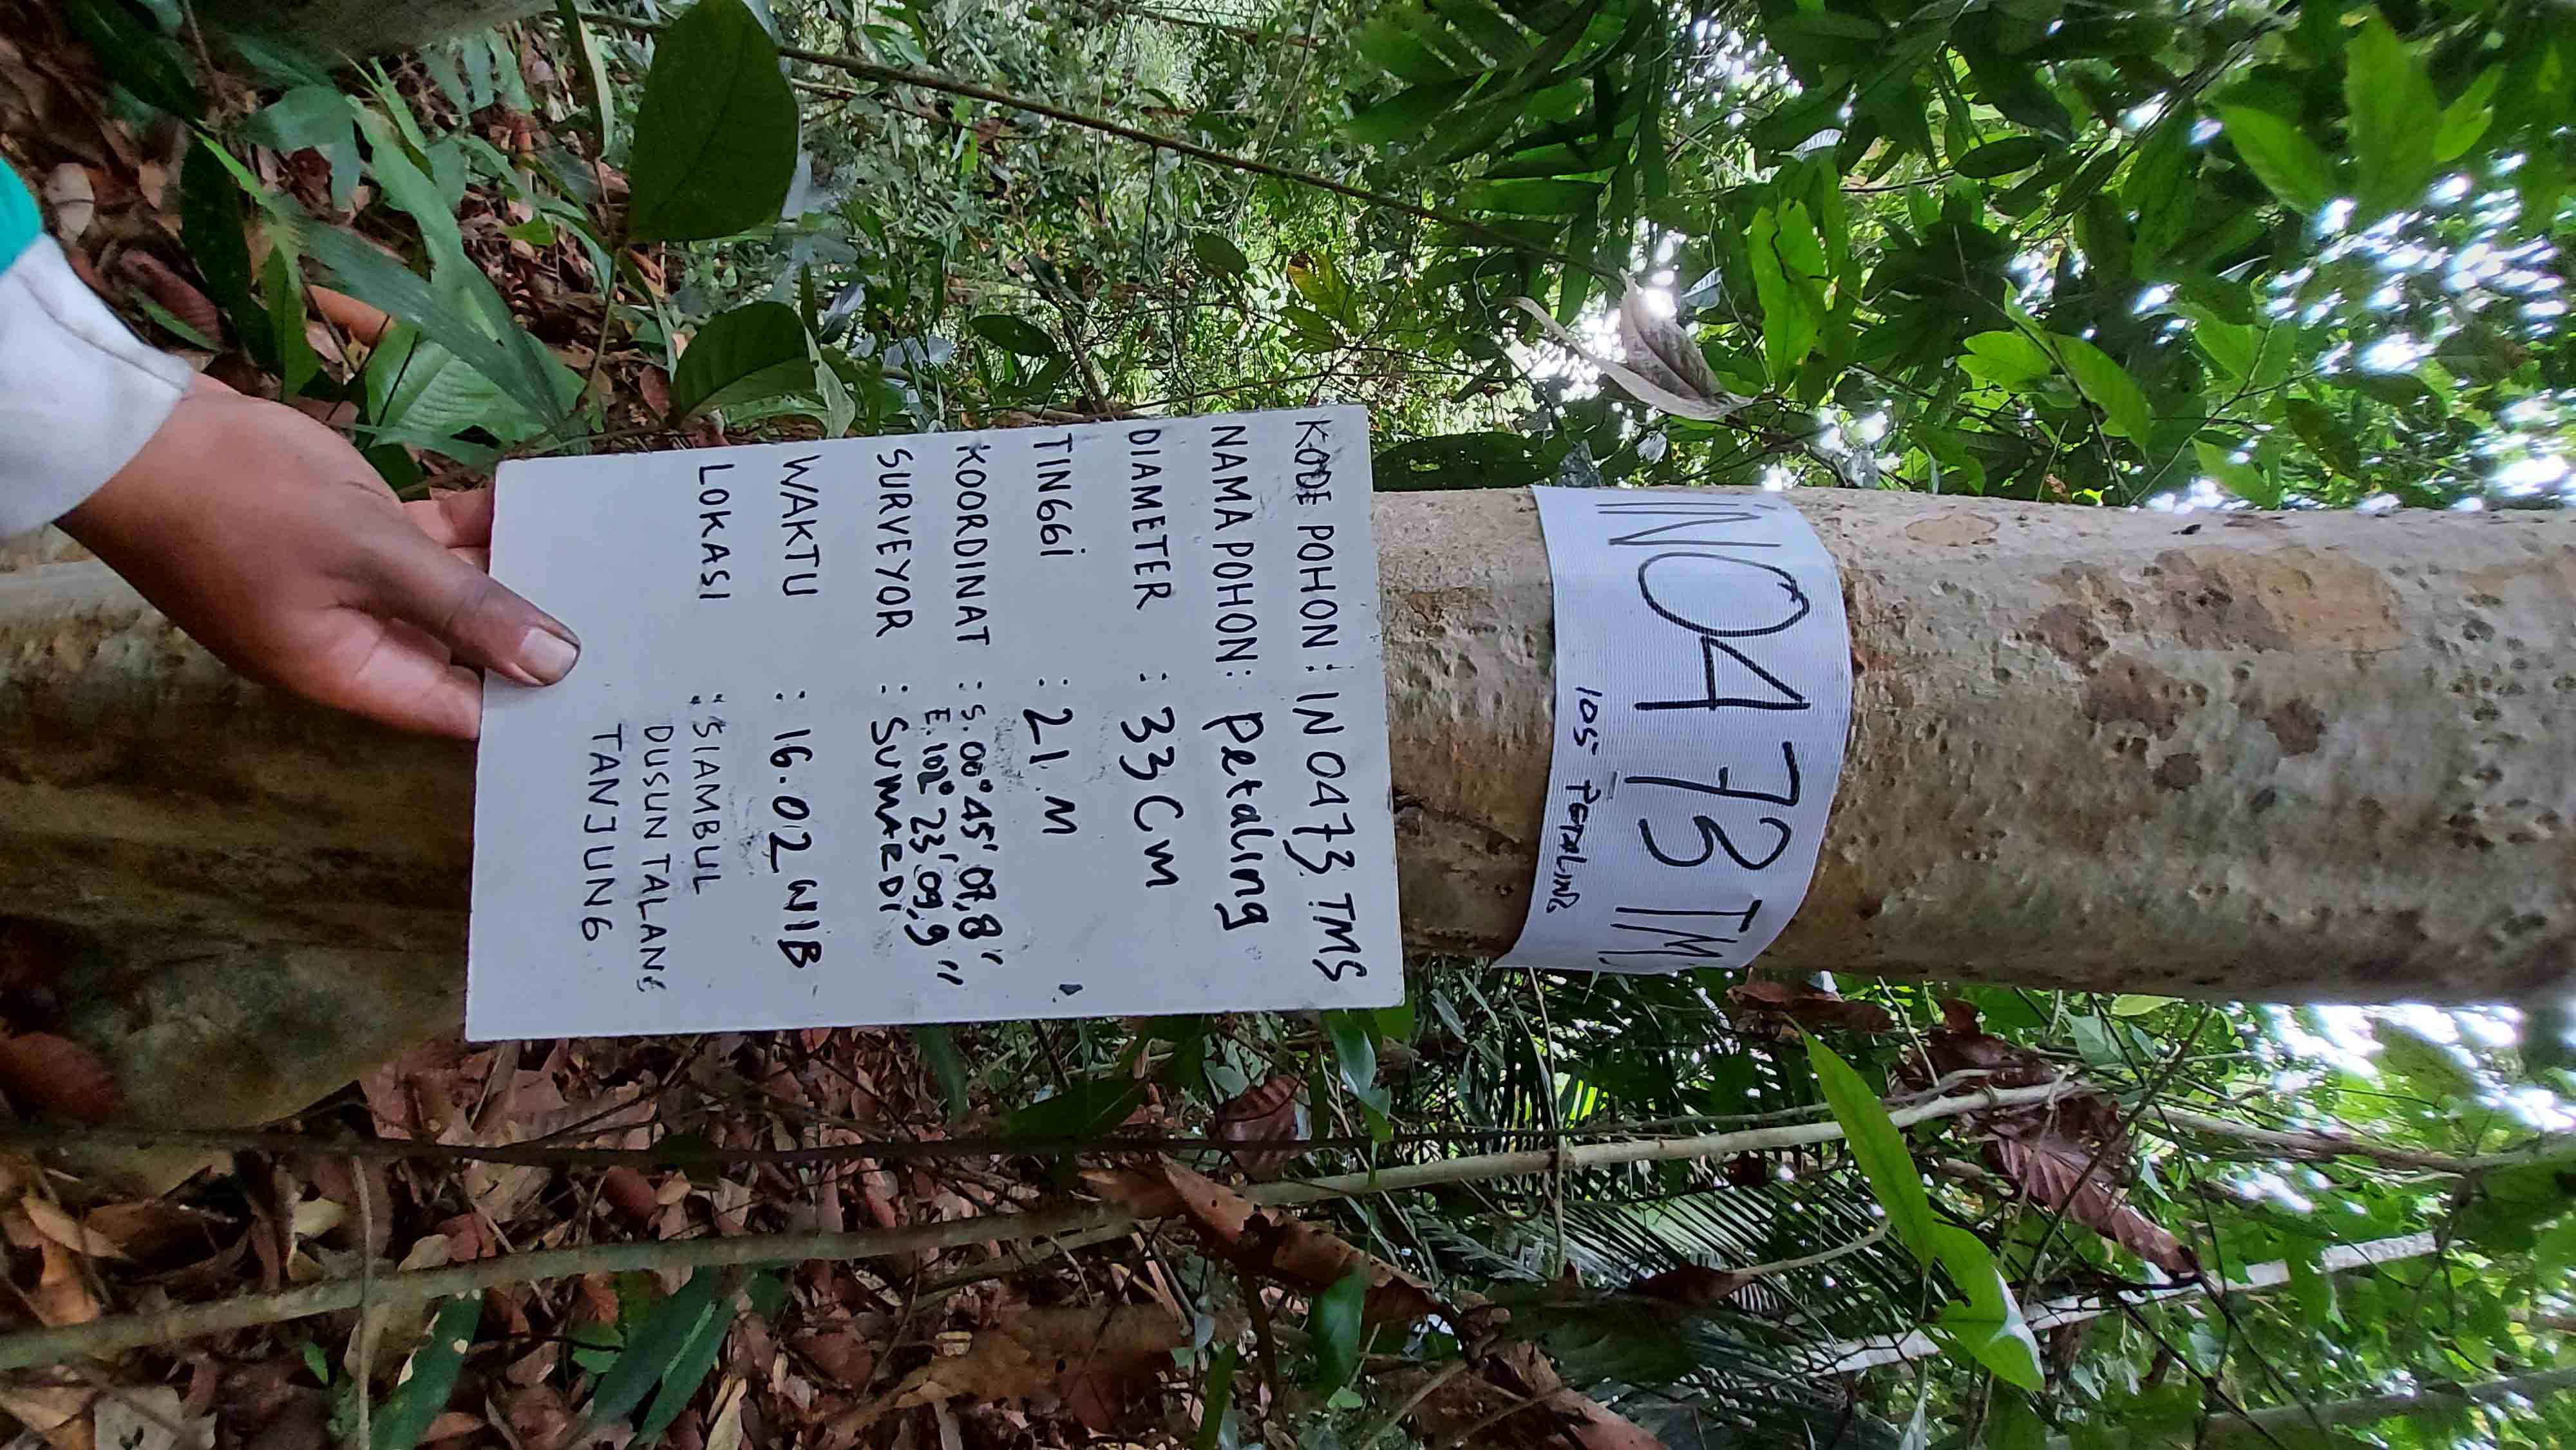 KODE POHON : IN 0473 TMS
NAMA POHON : Petaling
DIAMETER : 33 Cm
TINGGi : 21 M
KOORDINAT : S. 00° 45' 07,8"
E. 102° 23' 09,9"
SURVEYOR : SUMARDI
WAKTU : 16.02 WIB
LOKASI : SIAMBUL
DUSUN TALANG
TANJUNG
iN0473 TM
105 PETALING